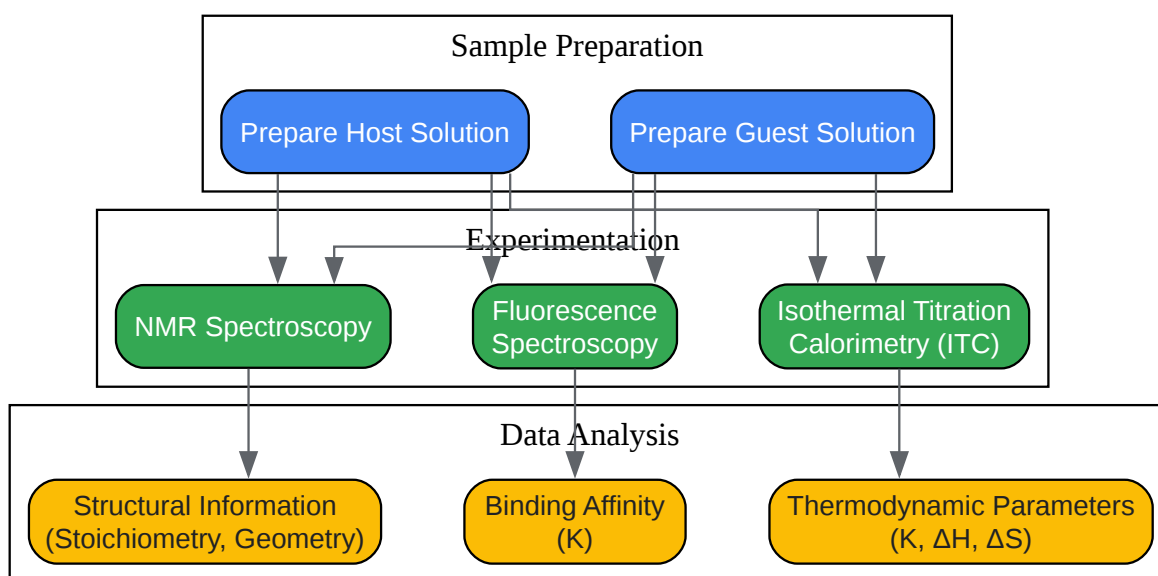 Sample Preparation
Prepare Host Solution
Prepare Guest Solution
Experimentation
NMR Spectroscopy
Fluorescence
Spectroscopy
Isothermal Titration
Calorimetry (ITC)
Data Analysis
Structural Information
(Stoichiometry, Geometry)
Binding Affinity
(K)
Thermodynamic Parameters
(K, ΔH, ΔS)